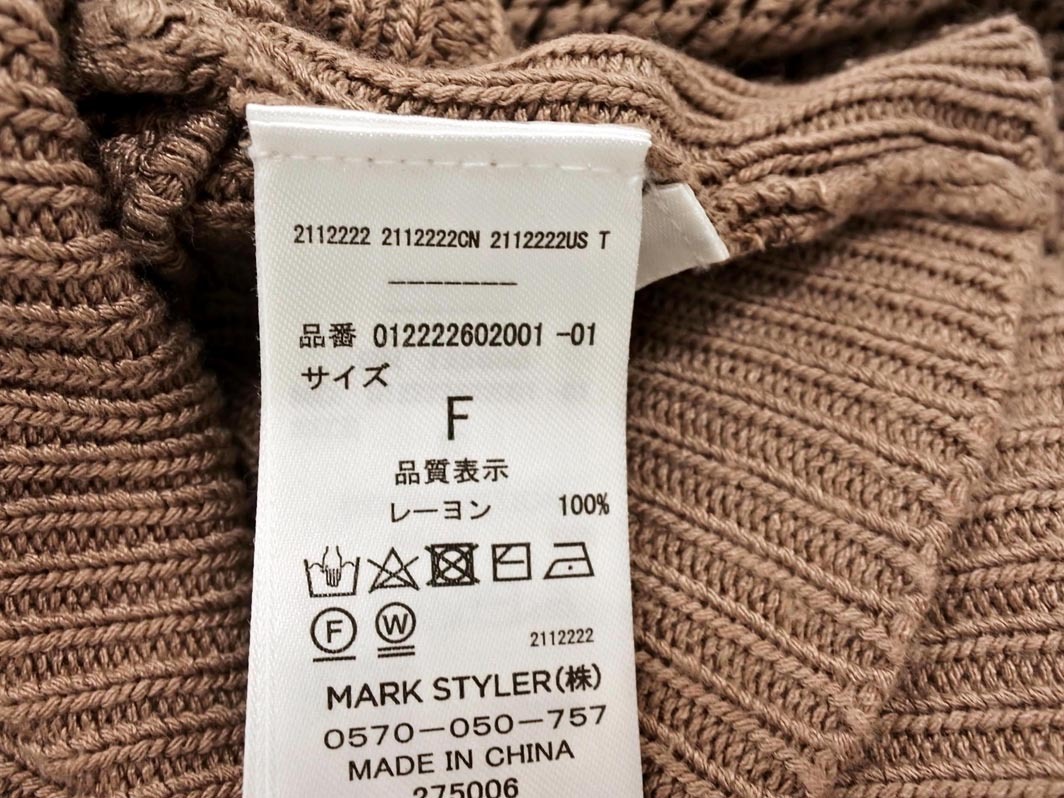 2112222 2112222CN 2112222US T
-------
品番 012222602001 -01
サイズ
F
品質表示
レーヨン 100%
F W
2112222
MARK STYLER(株)
0570-050-757
MADE IN CHINA
275006